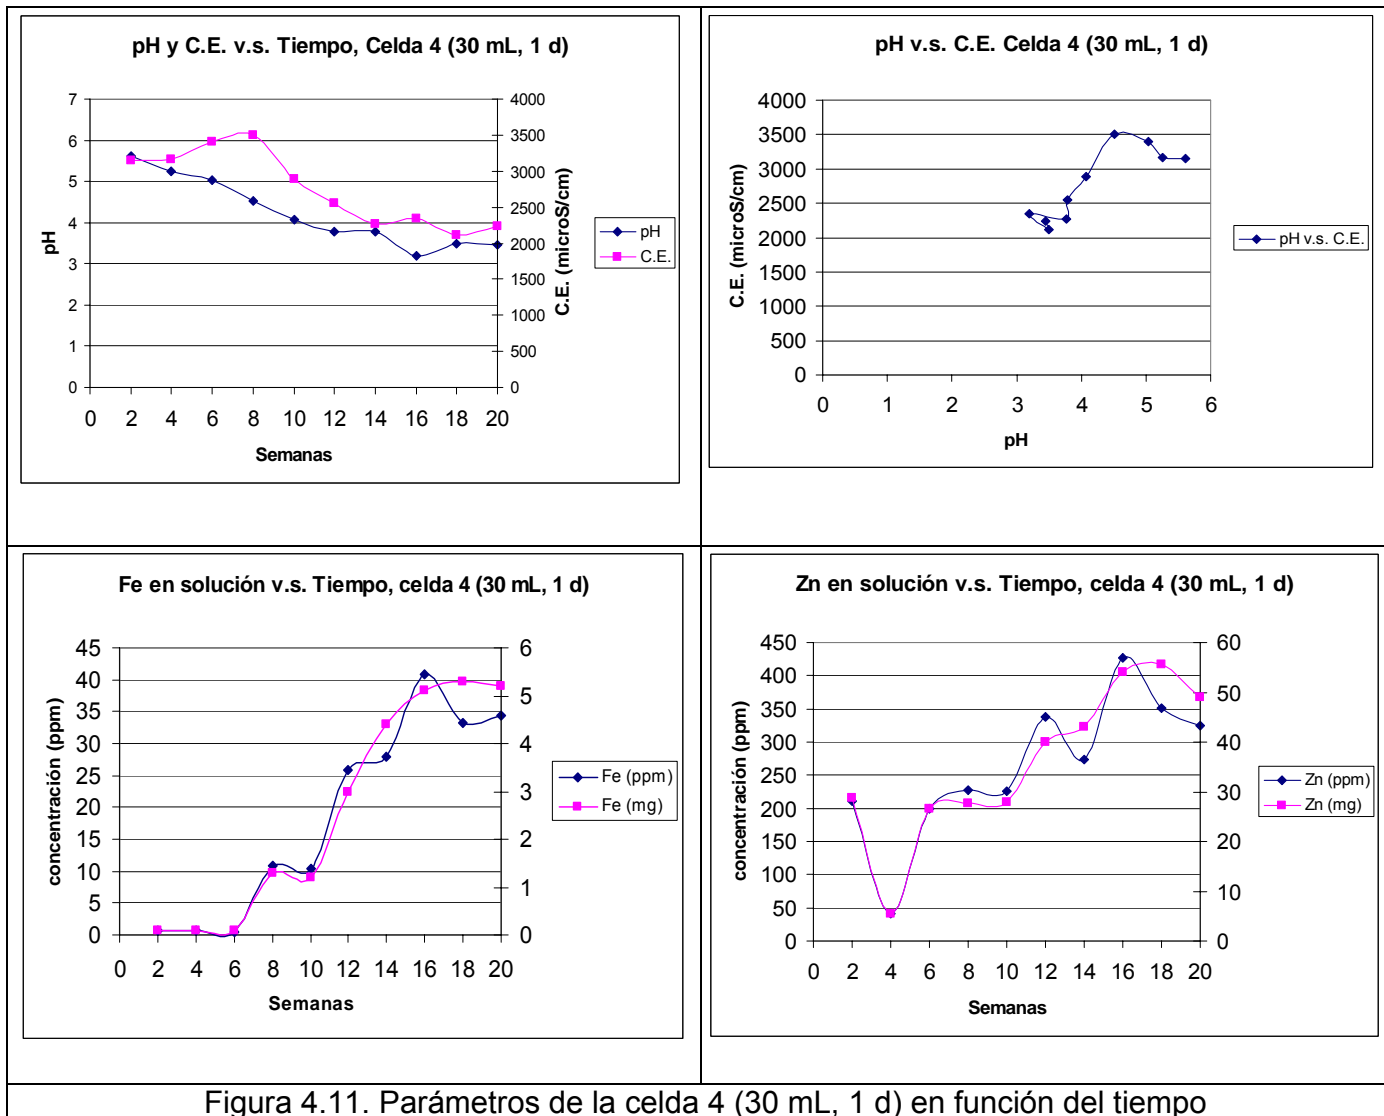 pH y C.E. v.s. Tiempo, Celda 4 (30 mL, 1 d)
7
6
5
4
3
2
1
0
pH
4000
3500
3000
2500
2000
1500
1000
500
0
C.E. (microS/cm)
0 2 4 6 8 10 12 14 16 18 20
Semanas
pH
C.E.
pH v.s. C.E. Celda 4 (30 mL, 1 d)
4000
3500
3000
2500
2000
1500
1000
500
0
C.E. (microS/cm)
0 1 2 3 4 5 6
pH
pH v.s. C.E.
Fe en solución v.s. Tiempo, celda 4 (30 mL, 1 d)
45
40
35
30
25
20
15
10
5
0
concentración (ppm)
6
5
4
3
2
1
0
0 2 4 6 8 10 12 14 16 18 20
Semanas
Fe (ppm)
Fe (mg)
Zn en solución v.s. Tiempo, celda 4 (30 mL, 1 d)
450
400
350
300
250
200
150
100
50
0
concentración (ppm)
60
50
40
30
20
10
0
0 2 4 6 8 10 12 14 16 18 20
Semanas
Zn (ppm)
Zn (mg)
Figura 4.11. Parámetros de la celda 4 (30 mL, 1 d) en función del tiempo